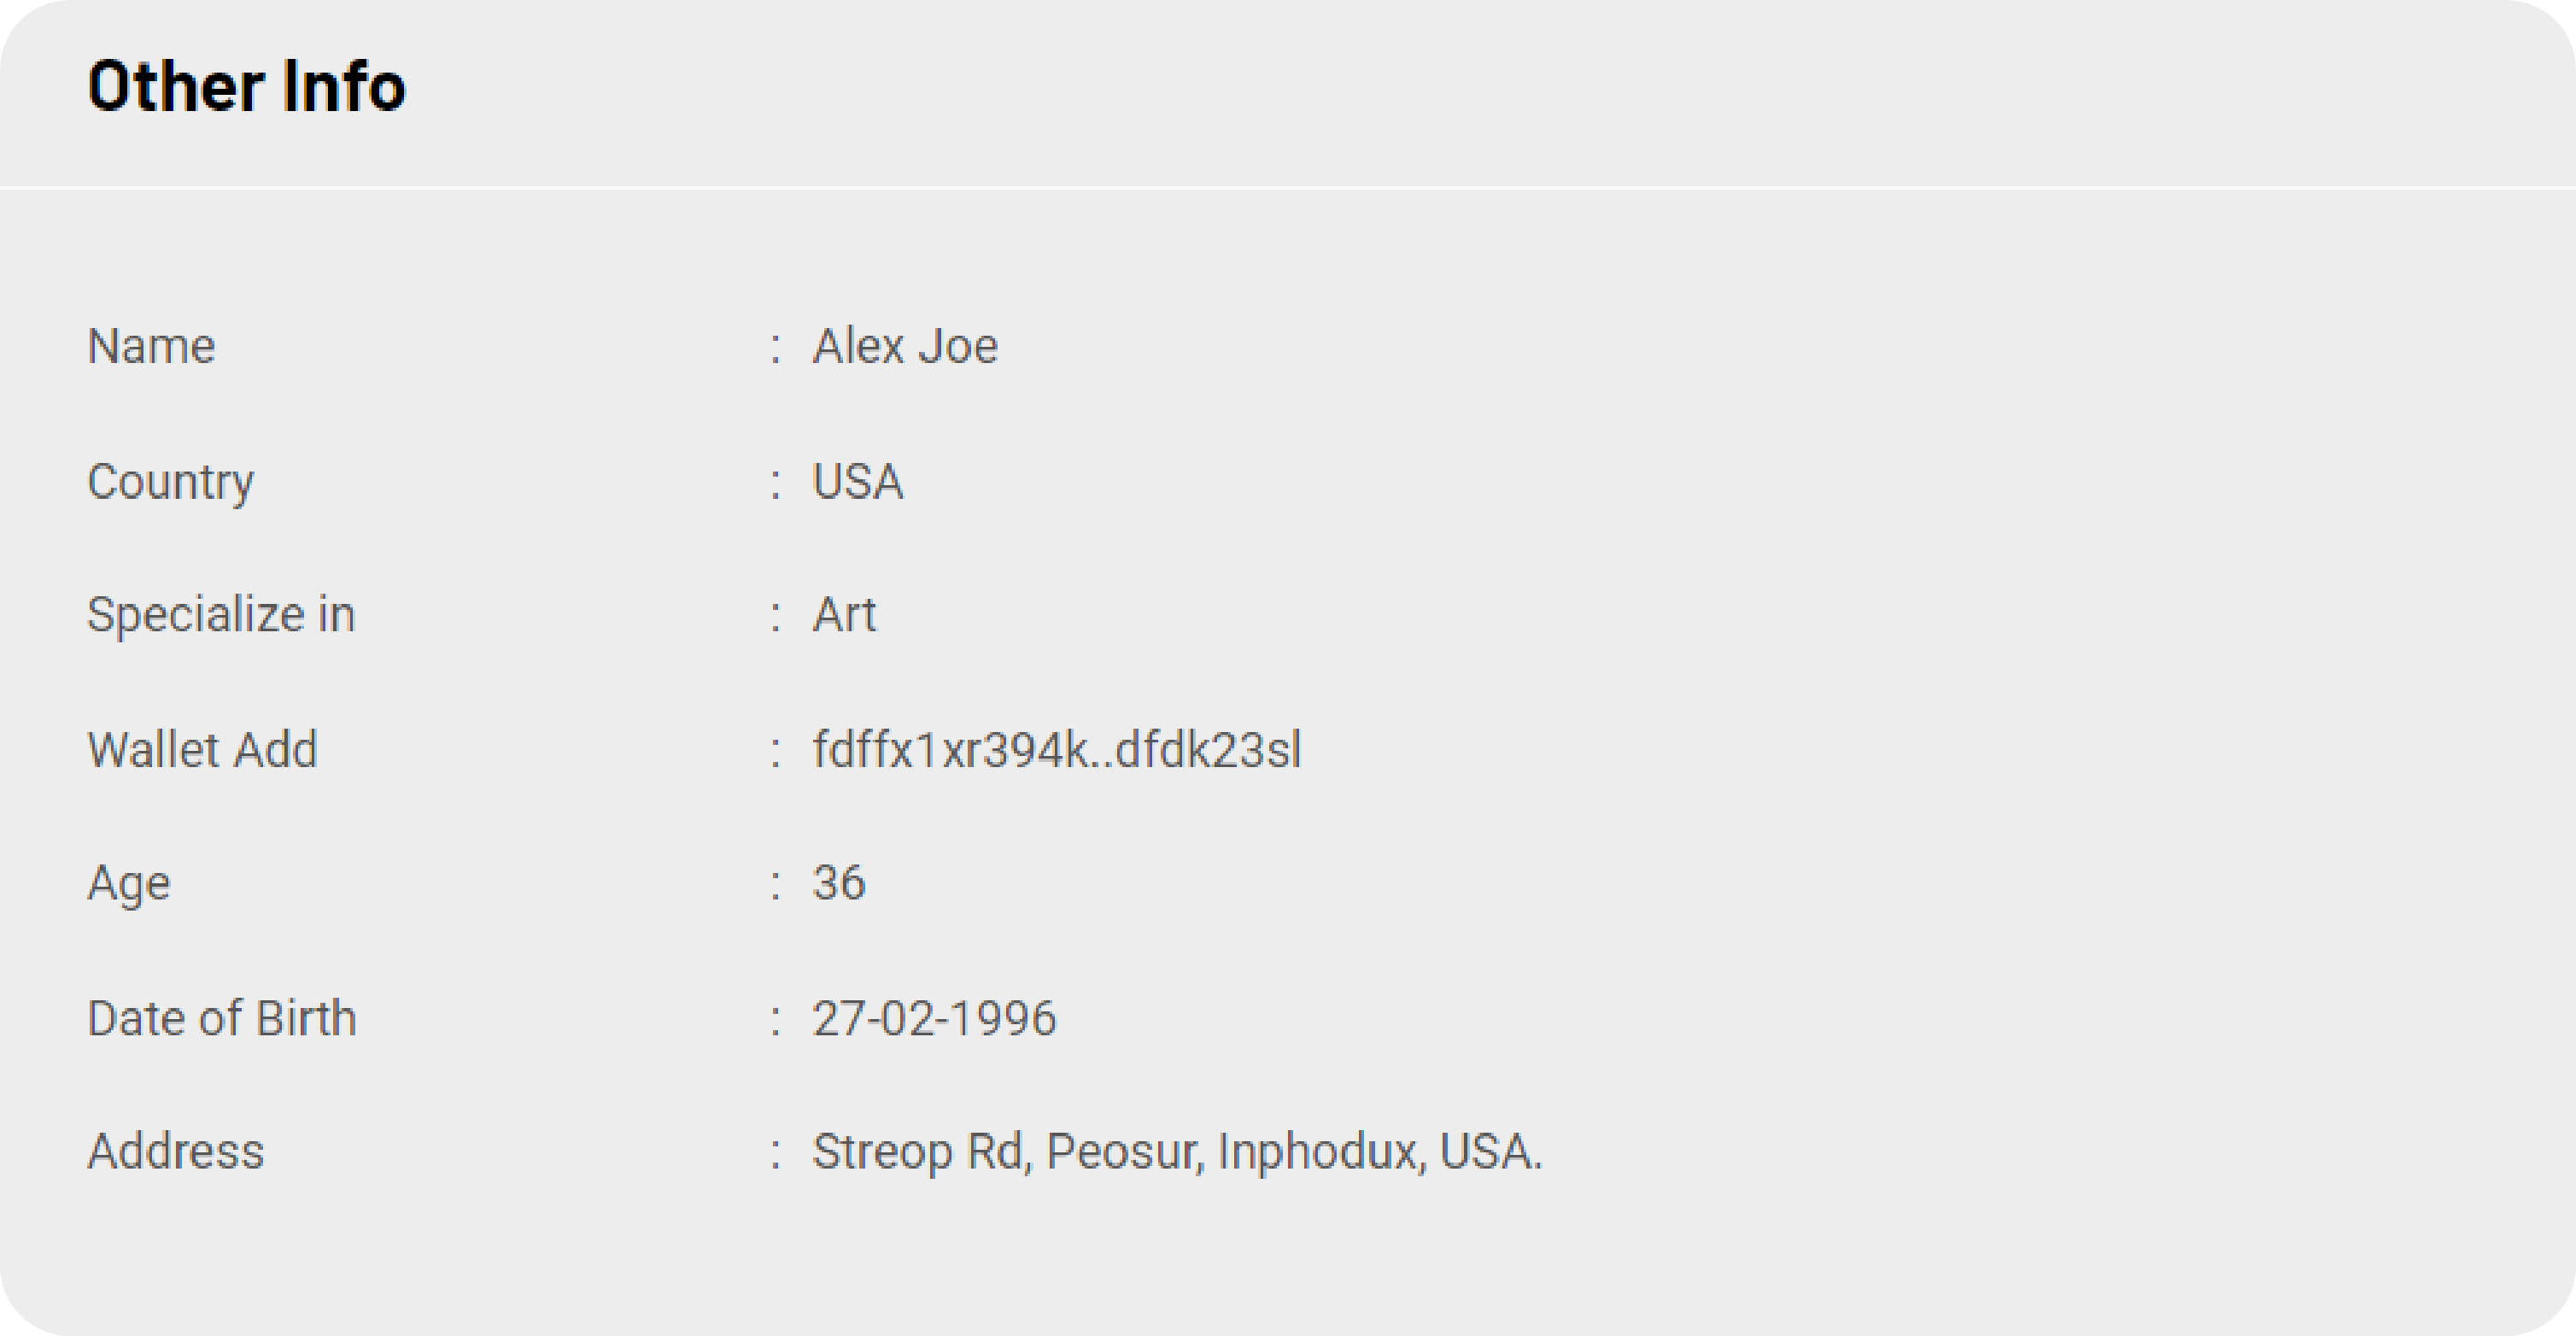 Other Info
Name : Alex Joe
Country : USA
Specialize in : Art
Wallet Add : fdffx1xr394k..dfdk23sl
Age : 36
Date of Birth : 27-02-1996
Address : Streop Rd, Peosur, Inphodux, USA.